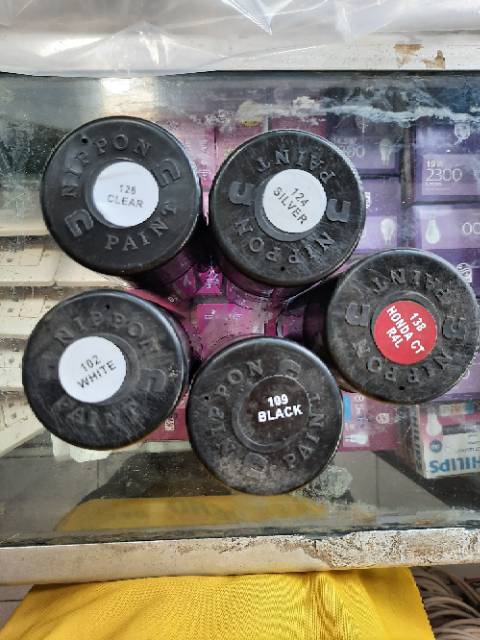 NIPPON
128
CLEAR
PAINT
PAINT
124
SILVER
NIPPON
PAINT
138
HONDA CT
R4L
NIPPON
NIPPON
102
WHITE
PAINT
NIPPON
109
BLACK
PAINT
2300
PHILIPS